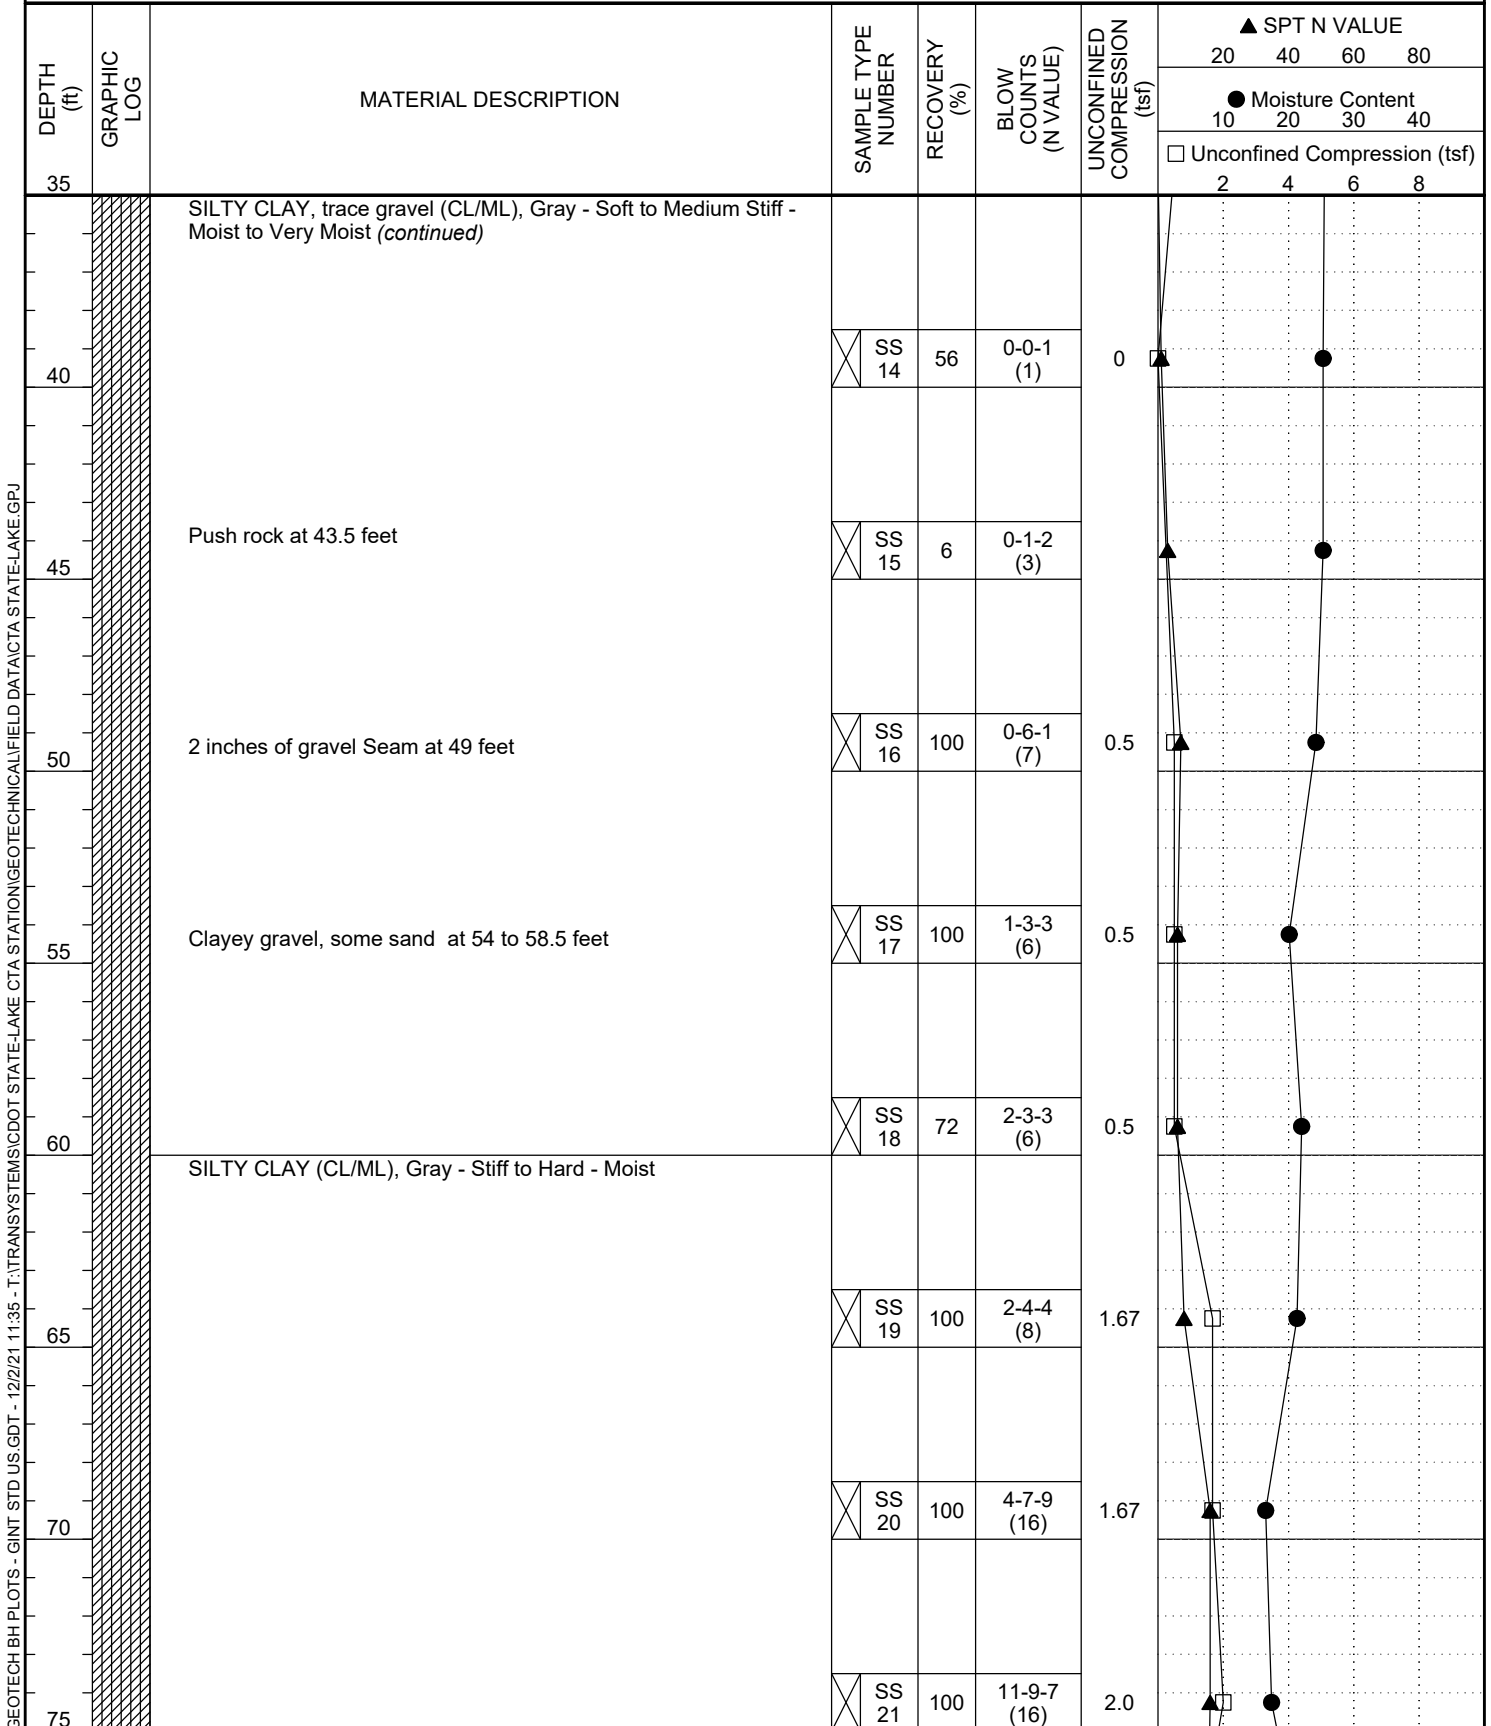 DEPTH
(ft)
GRAPHIC
LOG
MATERIAL DESCRIPTION
SAMPLE TYPE
NUMBER
RECOVERY
(%)
BLOW
COUNTS
(N VALUE)
UNCONFINED
COMPRESSION
(tsf)
▲ SPT N VALUE
20 40 60 80
● Moisture Content
10 20 30 40
□ Unconfined Compression (tsf)
2 4 6 8
35
SILTY CLAY, trace gravel (CL/ML), Gray - Soft to Medium Stiff -
Moist to Very Moist (continued)
SS
14
56
0-0-1
(1)
0
40
Push rock at 43.5 feet
SS
15
6
0-1-2
(3)
45
2 inches of gravel Seam at 49 feet
SS
16
100
0-6-1
(7)
0.5
50
Clayey gravel, some sand at 54 to 58.5 feet
SS
17
100
1-3-3
(6)
0.5
55
SS
18
72
2-3-3
(6)
0.5
60
SILTY CLAY (CL/ML), Gray - Stiff to Hard - Moist
SS
19
100
2-4-4
(8)
1.67
65
SS
20
100
4-7-9
(16)
1.67
70
SS
21
100
11-9-7
(16)
2.0
75
GEOTECH BH PLOTS - GINT STD US.GDT - 12/2/21 11:35 - T:\TRANSYSTEMS\CDOT STATE-LAKE CTA STATION\GEOTECHNICAL\FIELD DATA\CTA STATE-LAKE.GPJ